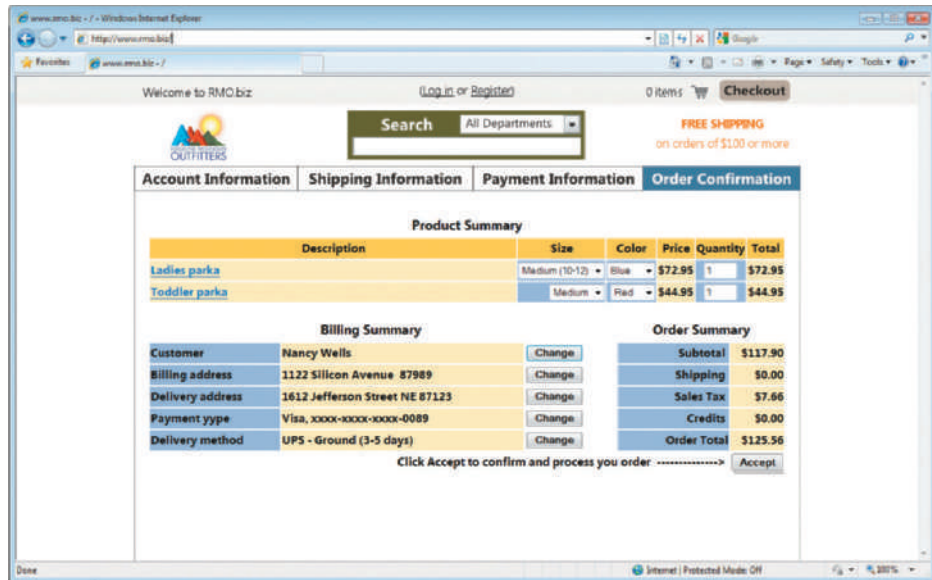 www.rmo.biz - / - Windows Internet Explorer
http://www.rmo.biz/
Google
Favorites www.rmo.biz - / Page Safety Tools
Welcome to RMO.biz (Log in or Register) 0 items Checkout
Search All Departments FREE SHIPPING
on orders of $100 or more
OUTFITTERS
Account Information Shipping Information Payment Information Order Confirmation
Product Summary
Description Size Color Price Quantity Total
Ladies parka Medium (10-12) Blue $72.95 1 $72.95
Toddler parka Medium Red $44.95 1 $44.95
Billing Summary Order Summary
Customer Nancy Wells Change Subtotal $117.90
Billing address 1122 Silicon Avenue 87989 Change Shipping $0.00
Delivery address 1612 Jefferson Street NE 87123 Change Sales Tax $7.66
Payment yype Visa, xxxx-xxxx-xxxx-0089 Change Credits $0.00
Delivery method UPS - Ground (3-5 days) Change Order Total $125.56
Click Accept to confirm and process you order --------------> Accept
Done Internet | Protected Mode: Off